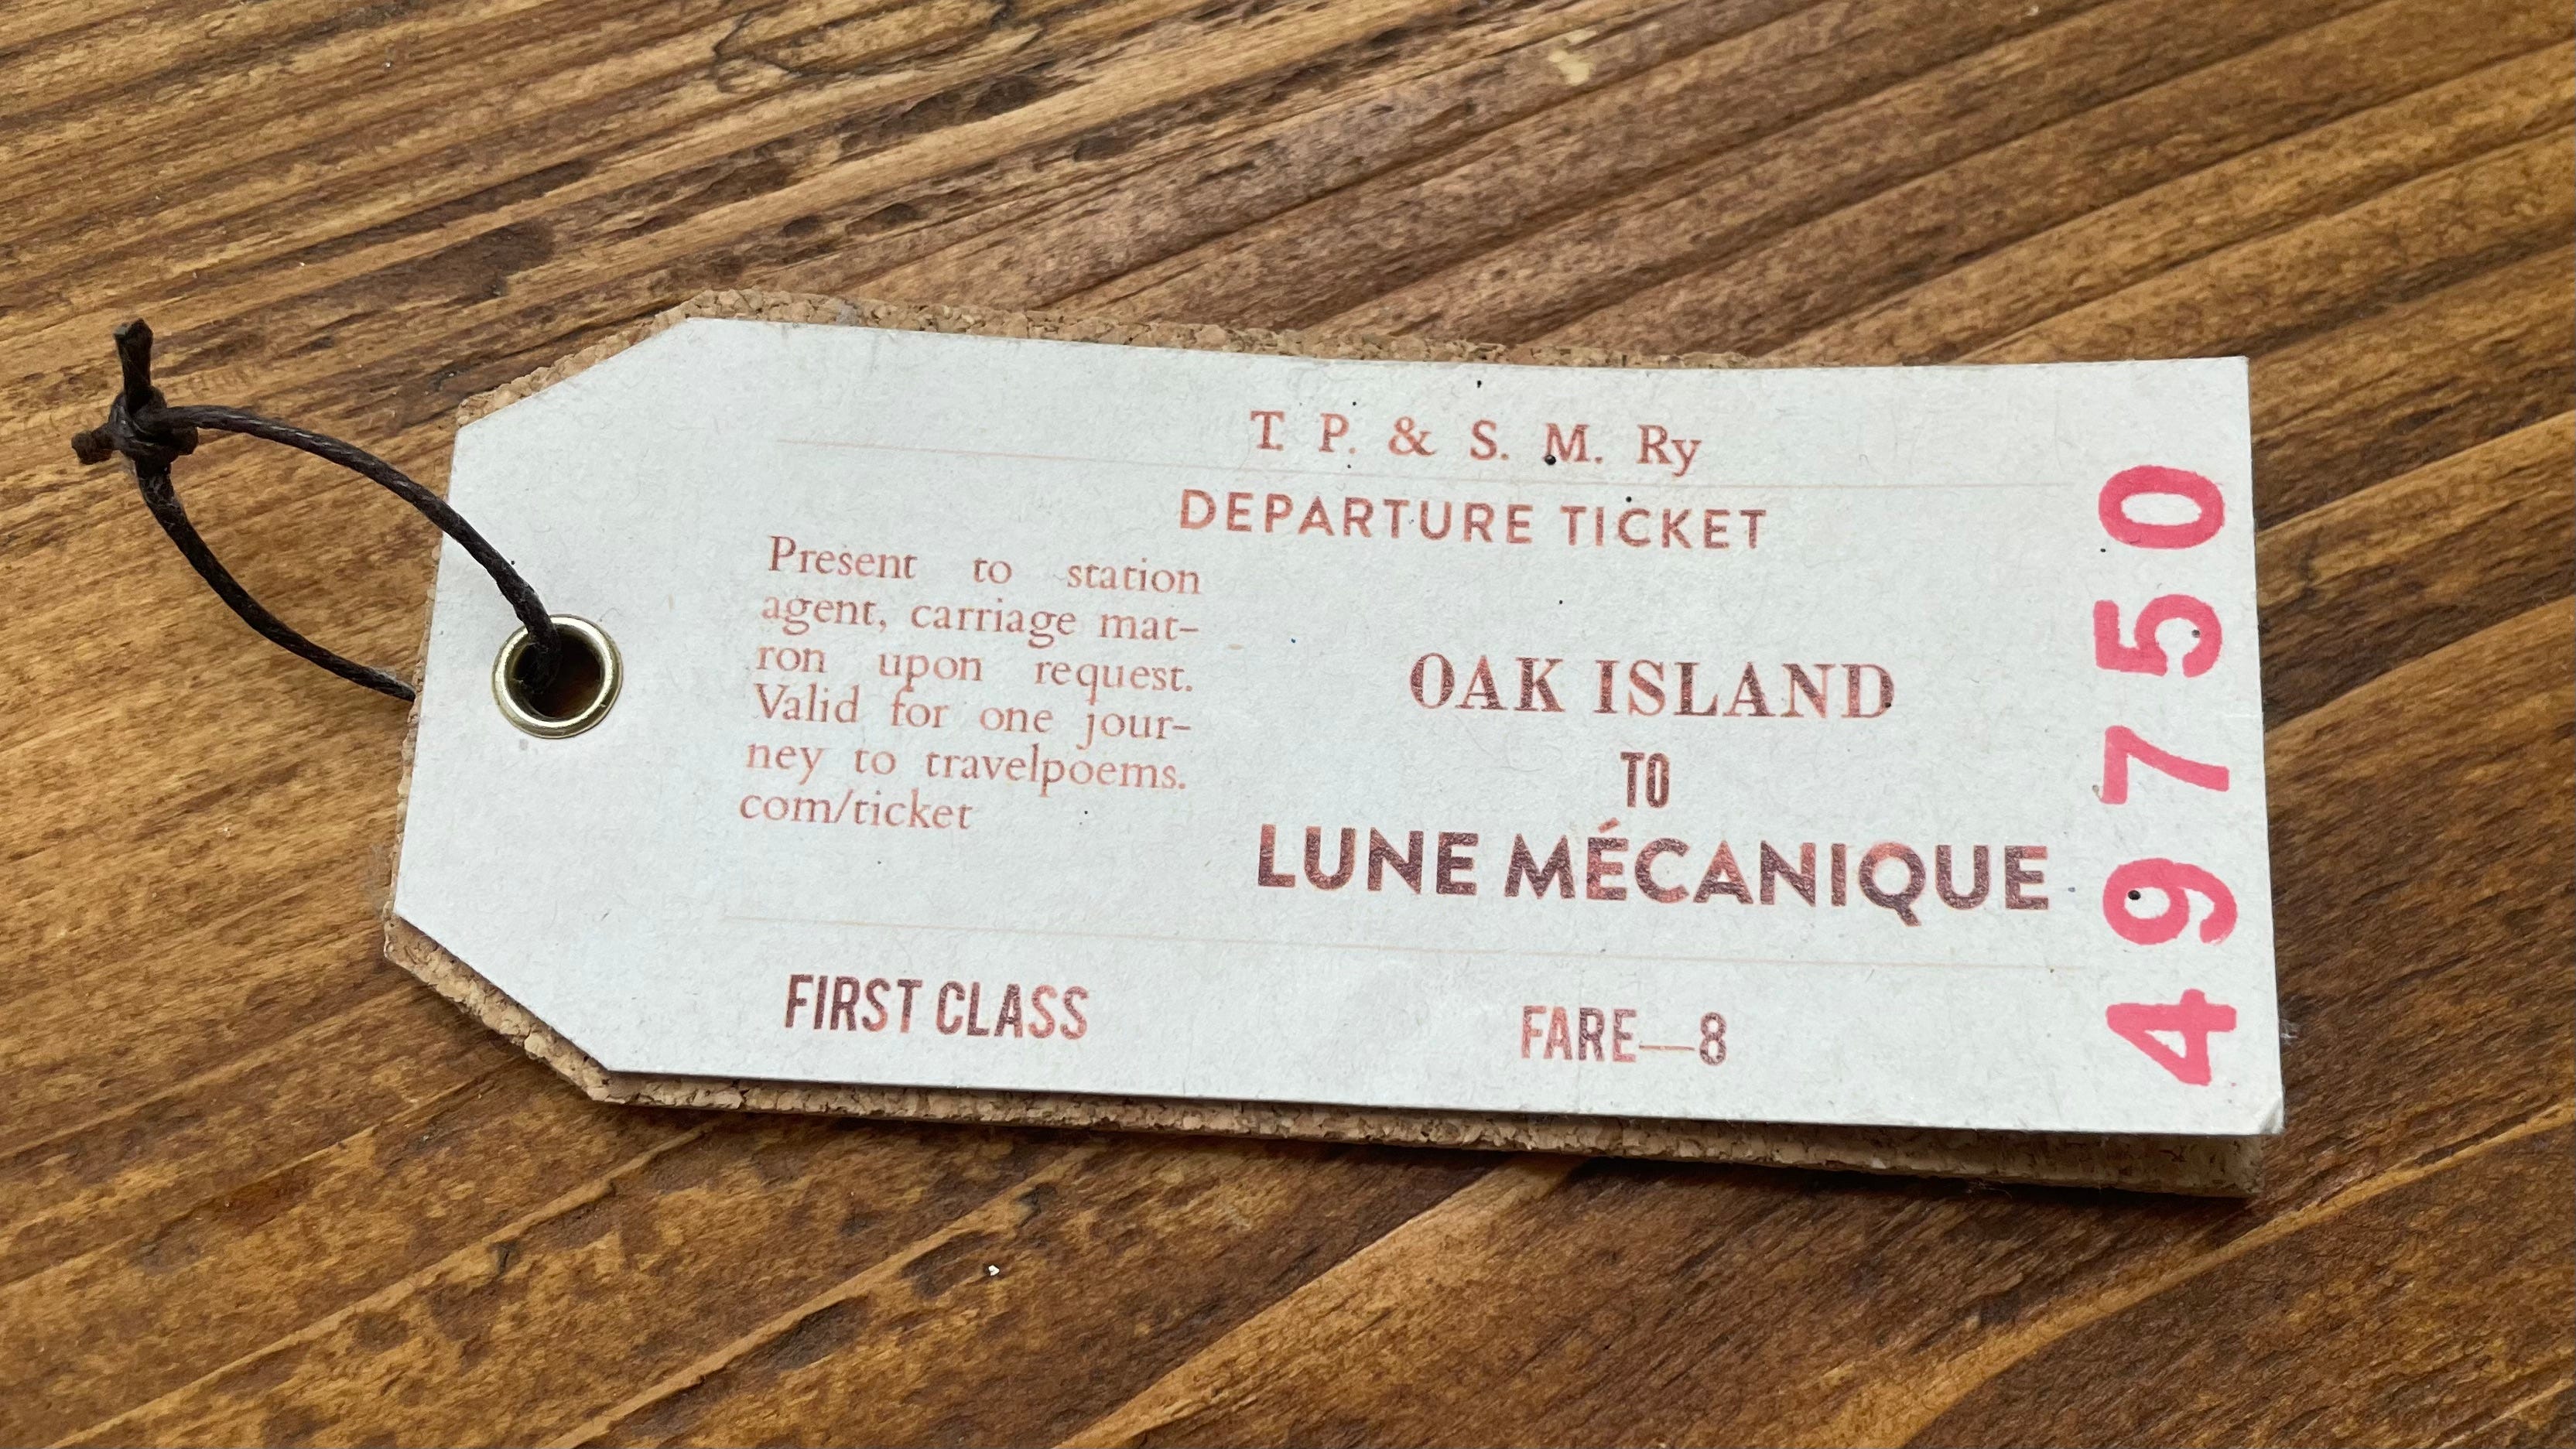 T. P. & S. M. Ry
DEPARTURE TICKET
Present to station
agent, carriage mat-
ron upon request.
Valid for one jour-
ney to travelpoems.
com/ticket
OAK ISLAND
TO
LUNE MÉCANIQUE
FIRST CLASS
FARE—8
49750